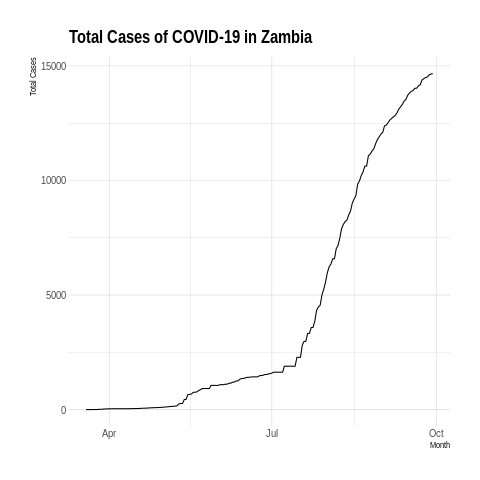 Total Cases of COVID-19 in Zambia
Total Cases
15000
10000
5000
0
Apr
Jul
Oct
Month